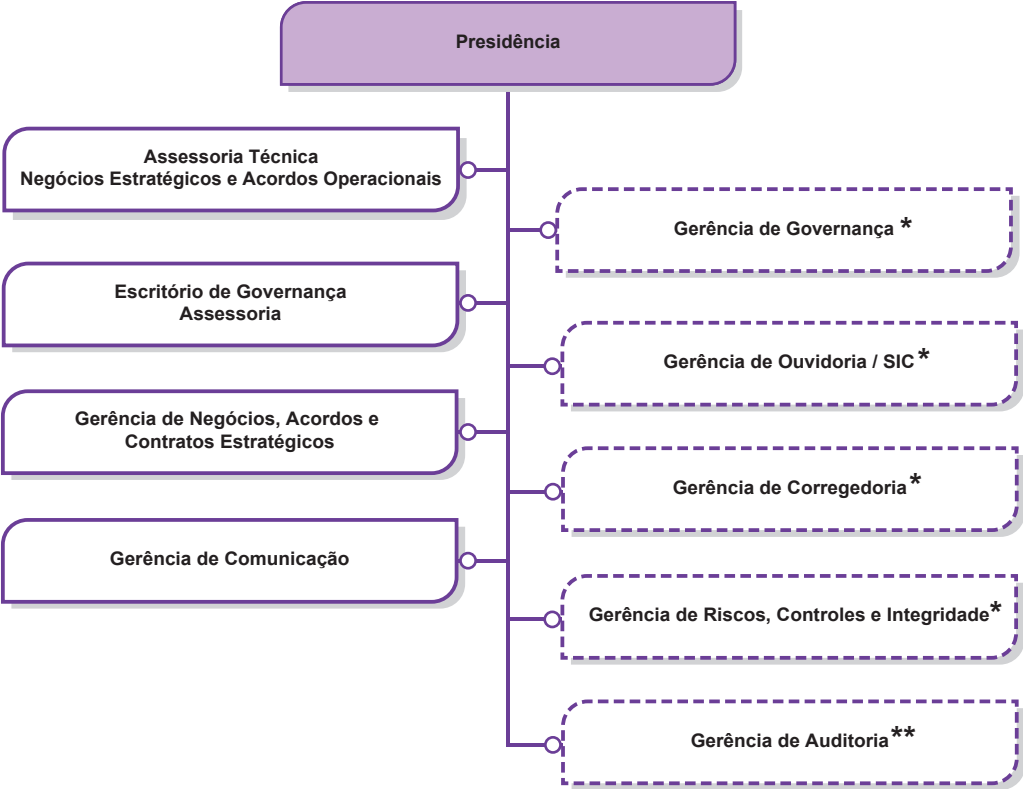 Presidência
Assessoria Técnica
Negócios Estratégicos e Acordos Operacionais
Escritório de Governança
Assessoria
Gerência de Negócios, Acordos e
Contratos Estratégicos
Gerência de Comunicação
Gerência de Governança *
Gerência de Ouvidoria / SIC *
Gerência de Corregedoria *
Gerência de Riscos, Controles e Integridade *
Gerência de Auditoria **